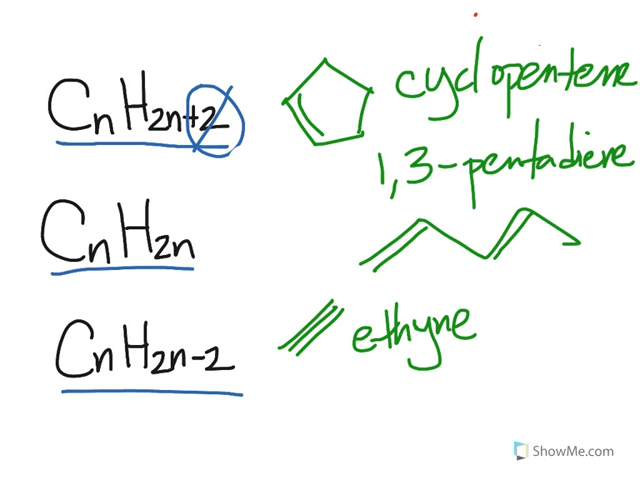 CnH2n+2
cyclopentene
1,3-pentadiene
CnH2n
CnH2n-2
ethyne
ShowMe.com